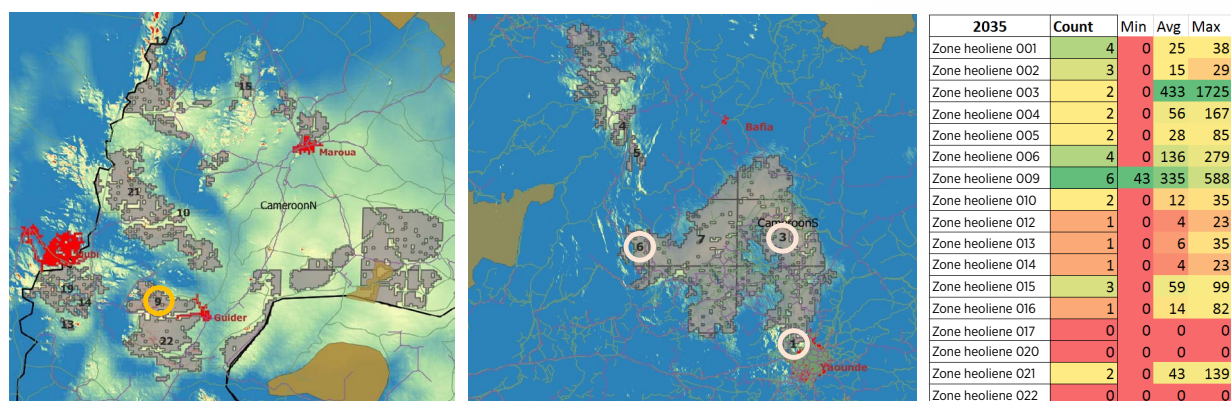 12
15
Maroua
21
10
CameroonN
19
14
13
9
Guider
22
4
5
Bafia
CameroonS
6
7
3
1
Yaounde
2035 Count Min Avg Max
Zone heoliene 001 4 0 25 38
Zone heoliene 002 3 0 15 29
Zone heoliene 003 2 0 433 1725
Zone heoliene 004 2 0 56 167
Zone heoliene 005 2 0 28 85
Zone heoliene 006 4 0 136 279
Zone heoliene 009 6 43 335 588
Zone heoliene 010 2 0 12 35
Zone heoliene 012 1 0 4 23
Zone heoliene 013 1 0 6 35
Zone heoliene 014 1 0 4 23
Zone heoliene 015 3 0 59 99
Zone heoliene 016 1 0 14 82
Zone heoliene 017 0 0 0 0
Zone heoliene 020 0 0 0 0
Zone heoliene 021 2 0 43 139
Zone heoliene 022 0 0 0 0